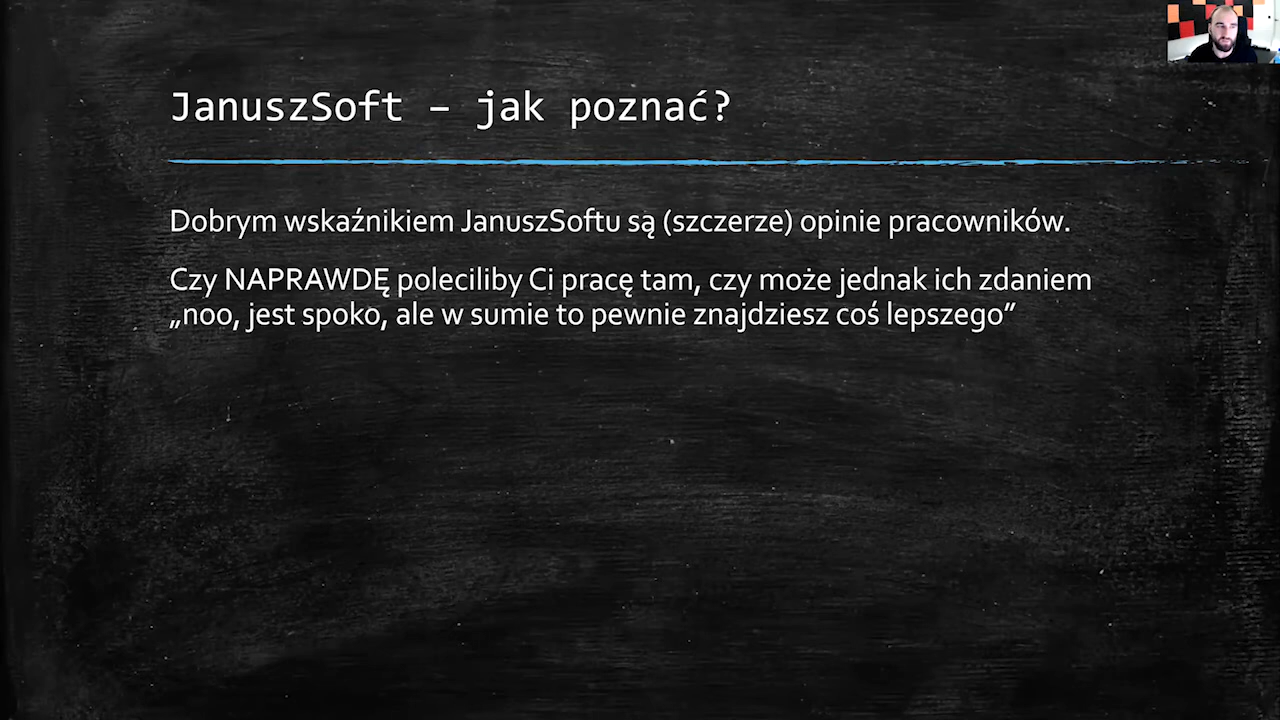 JanuszSoft – jak poznać?
Dobrym wskaźnikiem JanuszSoftu są (szczerze) opinie pracowników.
Czy NAPRAWDĘ poleciliby Ci pracę tam, czy może jednak ich zdaniem
„noo, jest spoko, ale w sumie to pewnie znajdziesz coś lepszego”